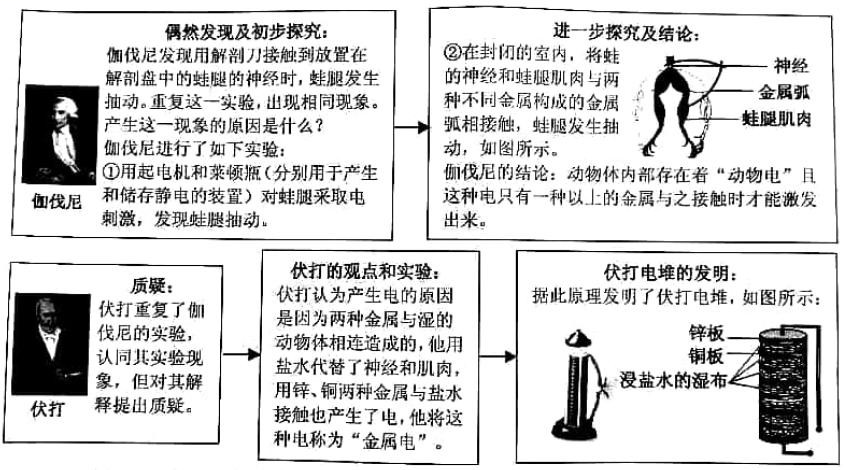 偶然发现及初步探究：
伽伐尼发现用解剖刀接触到放置在
解剖盘中的蛙腿的神经时，蛙腿发生
抽动。重复这一实验，出现相同现象。
产生这一现象的原因是什么？
伽伐尼进行了如下实验：
①用起电机和莱顿瓶（分别用于产生
和储存静电的装置）对蛙腿采取电
刺激，发现蛙腿抽动。
伽伐尼
进一步探究及结论：
②在封闭的室内，将蛙
的神经和蛙腿肌肉与两
种不同金属构成的金属
弧相接触，蛙腿发生抽
动，如图所示。
神经
金属弧
蛙腿肌肉
伽伐尼的结论：动物体内部存在着“动物电”且
这种电只有一种以上的金属与之接触时才能激发
出来。
质疑：
伏打重复了伽
伐尼的实验，
认同其实验现
象，但对其解
释提出质疑。
伏打
伏打的观点和实验：
伏打认为产生电的原因
是因为两种金属与湿的
动物体相连造成的，他用
盐水代替了神经和肌肉，
用锌、铜两种金属与盐水
接触也产生了电，他将这
种电称为“金属电”。
伏打电堆的发明：
据此原理发明了伏打电堆，如图所示：
锌板
铜板
浸盐水的湿布